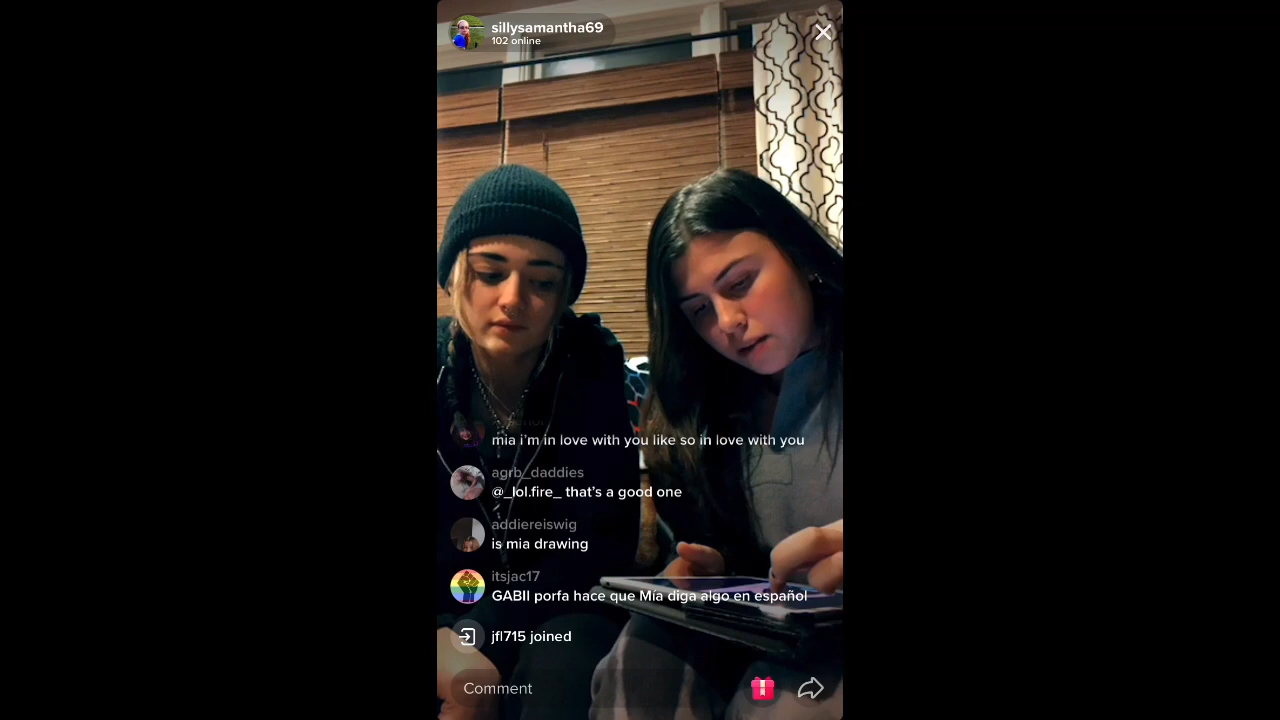 sillysamantha69
102 online
mia i'm in love with you like so in love with you
agrb_daddies
@_lol.fire_ that's a good one
addiereiswig
is mia drawing
itsjac17
GABII porfa hace que Mía diga algo en español
jfl715 joined
Comment